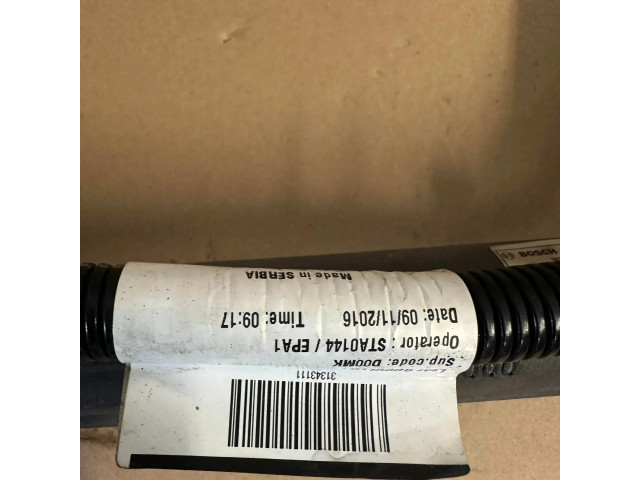 31343111
Sup.code: D00MK
Operator : STA0144 / EPA1
Date: 09/11/2016 Time: 09:17
Made in SERBIA
BOSCH